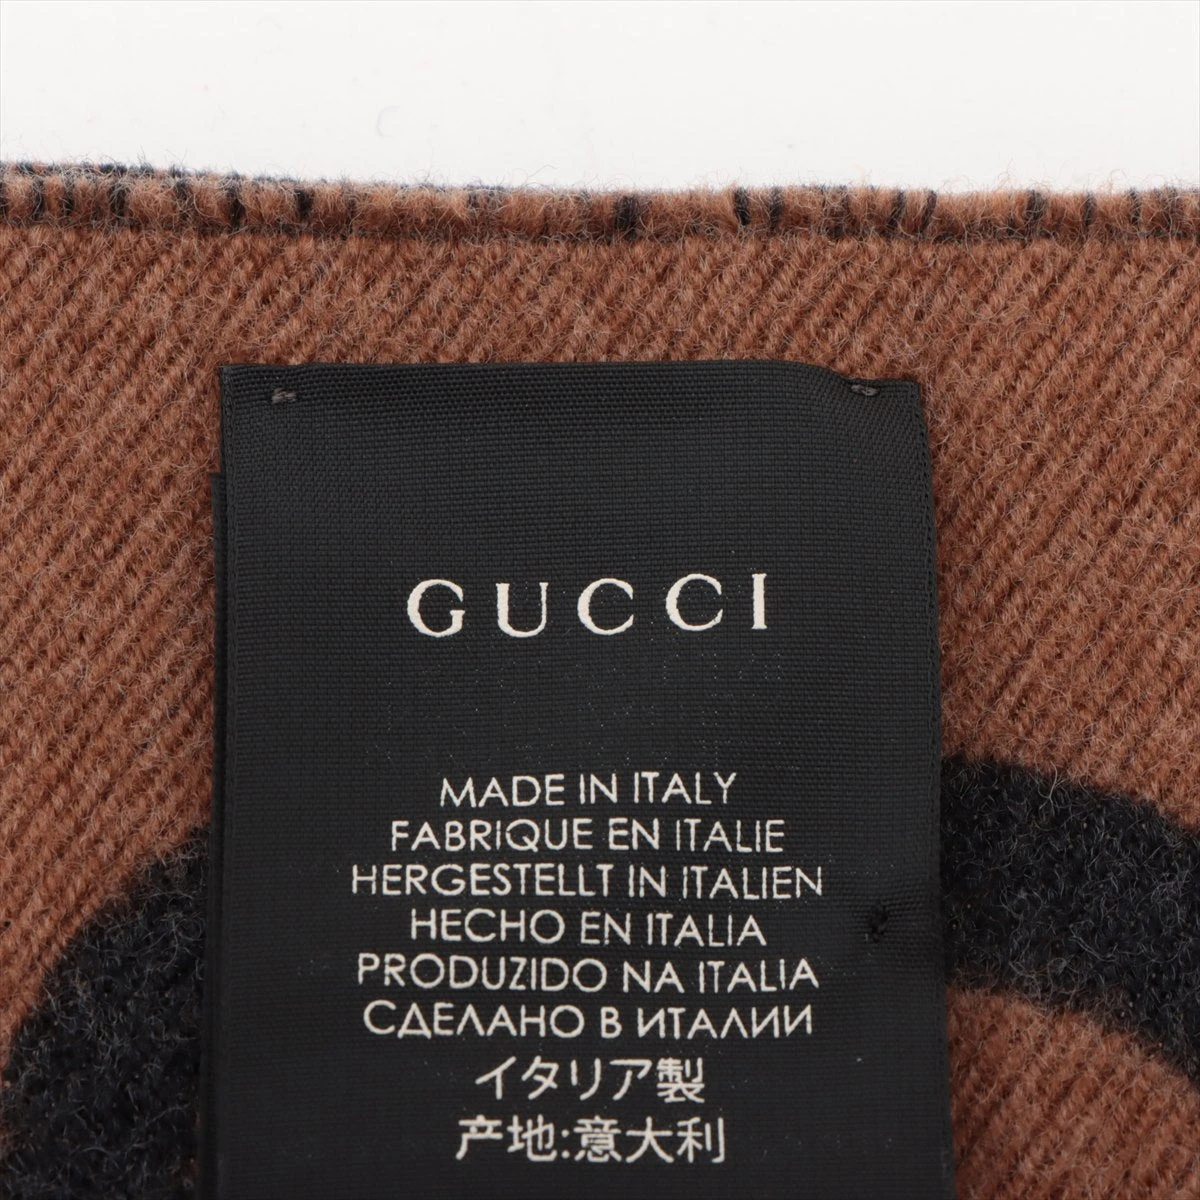 GUCCI
MADE IN ITALY
FABRIQUE EN ITALIE
HERGESTELLT IN ITALIEN
HECHO EN ITALIA
PRODUZIDO NA ITALIA
СДЕЛАНО В ИТАЛИИ
イタリア製
产地:意大利